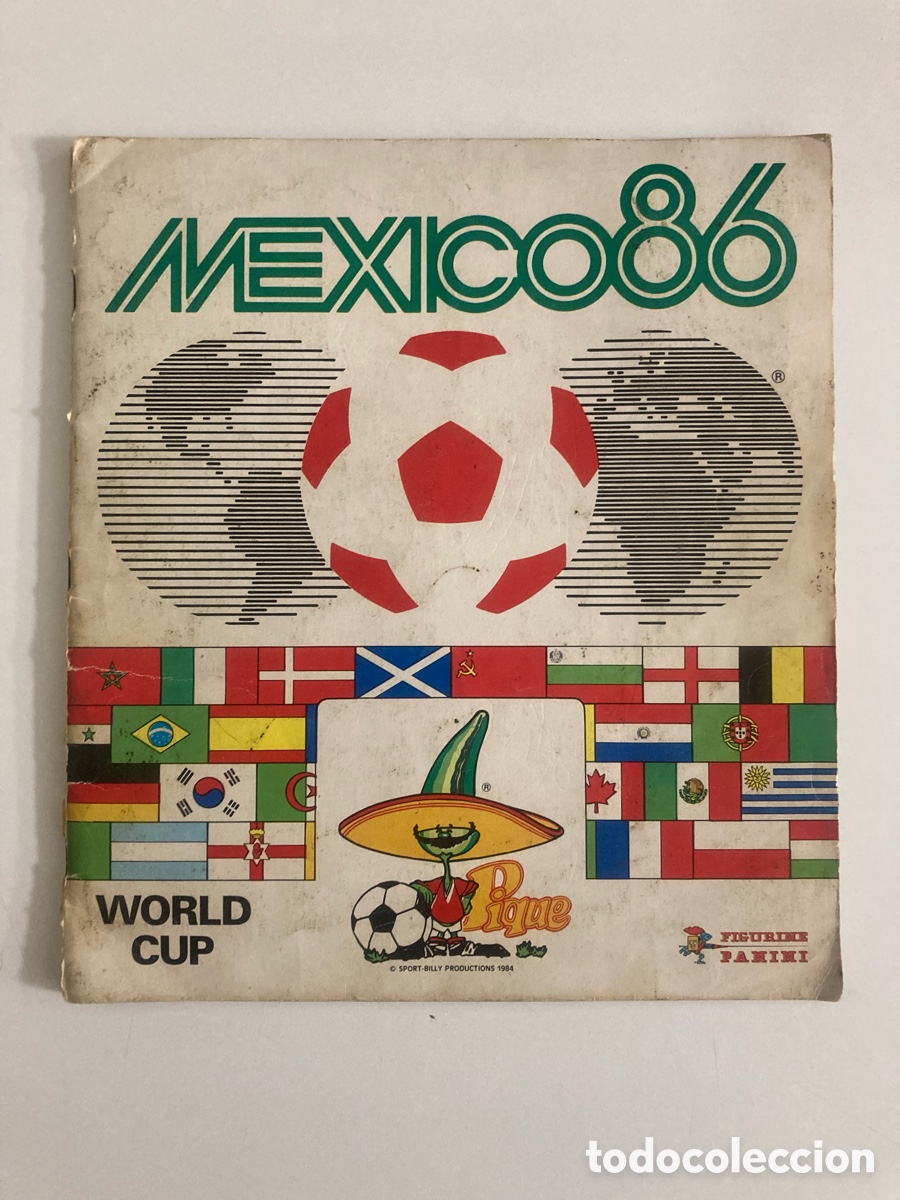 MEXICO86
®
®
Pique
WORLD
CUP
FIGURINE
PANINI
© SPORT-BILLY PRODUCTIONS 1984
todocoleccion